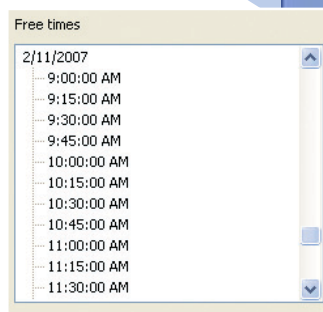 Free times
2/11/2007
9:00:00 AM
9:15:00 AM
9:30:00 AM
9:45:00 AM
10:00:00 AM
10:15:00 AM
10:30:00 AM
10:45:00 AM
11:00:00 AM
11:15:00 AM
11:30:00 AM